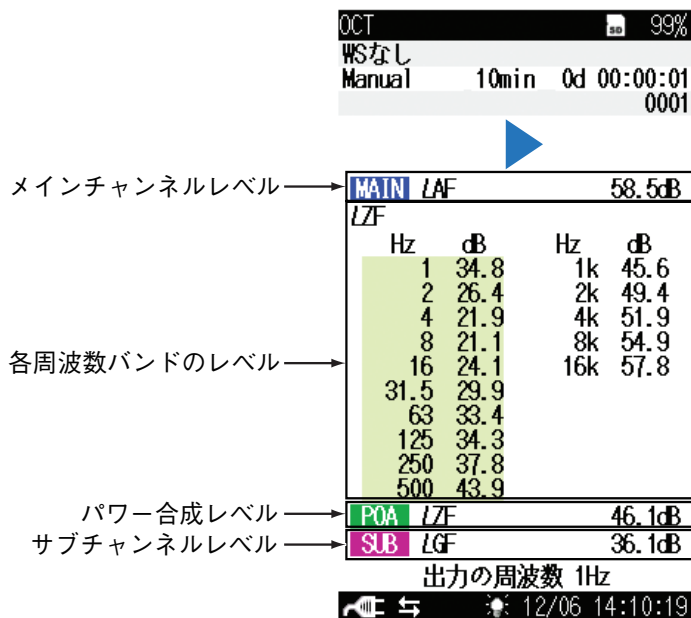 OCT 99%
WSなし
Manual 10min 0d 00:00:01
0001
メインチャンネルレベル MAIN LAF 58.5dB
LZF
Hz dB Hz dB
1 34.8 1k 45.6
2 26.4 2k 49.4
4 21.9 4k 51.9
8 21.1 8k 54.9
各周波数バンドのレベル 16 24.1 16k 57.8
31.5 29.9
63 33.4
125 34.3
250 37.8
500 43.9
パワー合成レベル POA LZF 46.1dB
サブチャンネルレベル SUB LGF 36.1dB
出力の周波数 1Hz
12/06 14:10:19